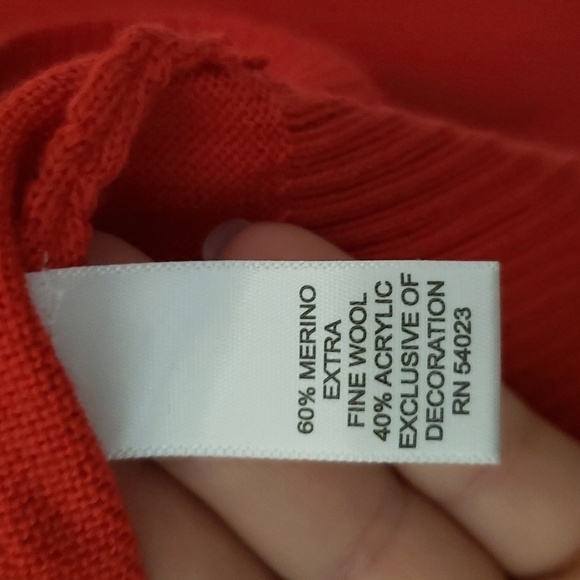 60% MERINO
EXTRA
FINE WOOL
40% ACRYLIC
EXCLUSIVE OF
DECORATION
RN 54023